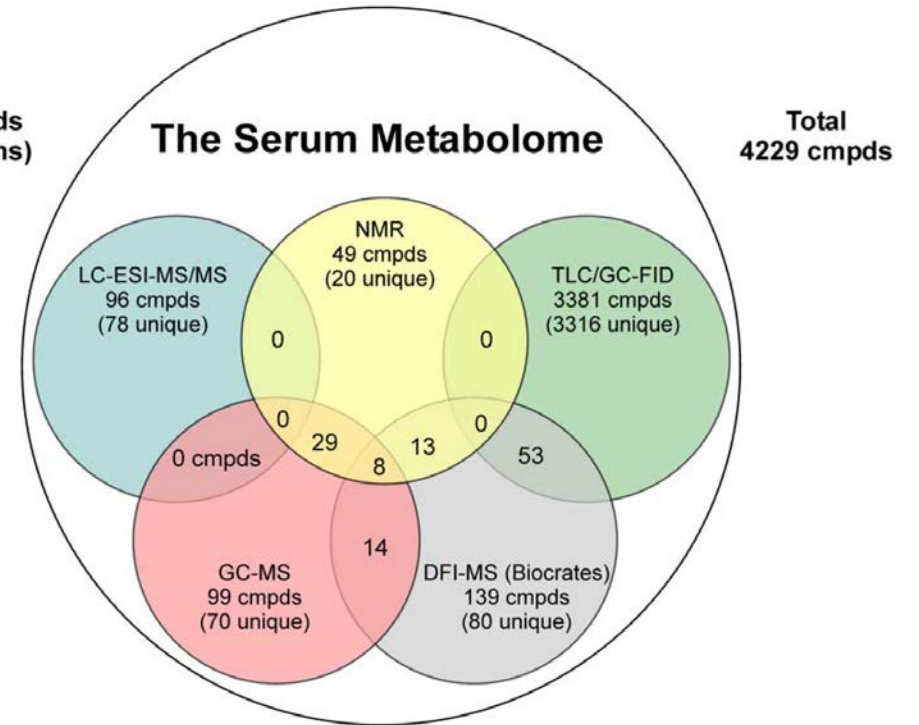 ds
ns)
The Serum Metabolome
Total
4229 cmpds
NMR
49 cmpds
(20 unique)
LC-ESI-MS/MS
96 cmpds
(78 unique)
TLC/GC-FID
3381 cmpds
(3316 unique)
0
0
0
29
8
13
0
0 cmpds
53
14
GC-MS
99 cmpds
(70 unique)
DFI-MS (Biocrates)
139 cmpds
(80 unique)